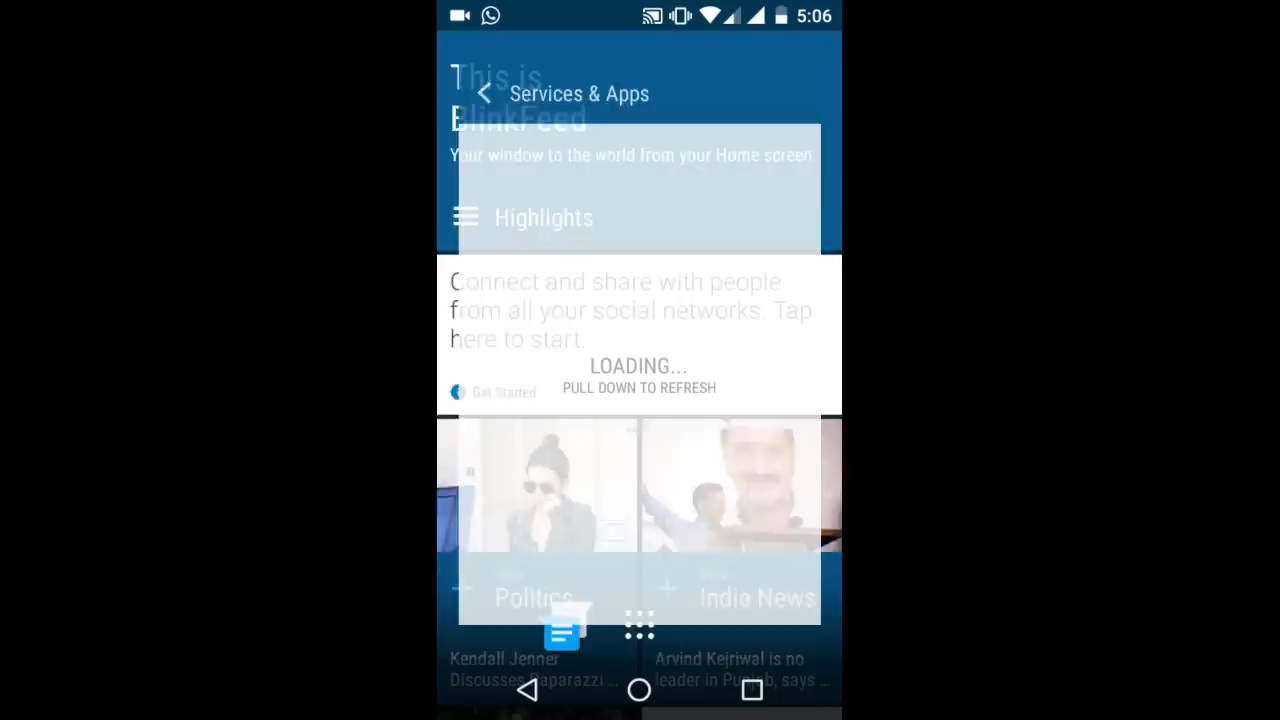 5:06
This is
Services & Apps
BlinkFeed
Your window to the world from your Home screen
Highlights
Connect and share with people
from all your social networks. Tap
here to start.
LOADING...
PULL DOWN TO REFRESH
Get Started
Politics
India News
Kendall Jenner
Discusses Paparazzi ...
Arvind Kejriwal is no
leader in Punjab, says ...